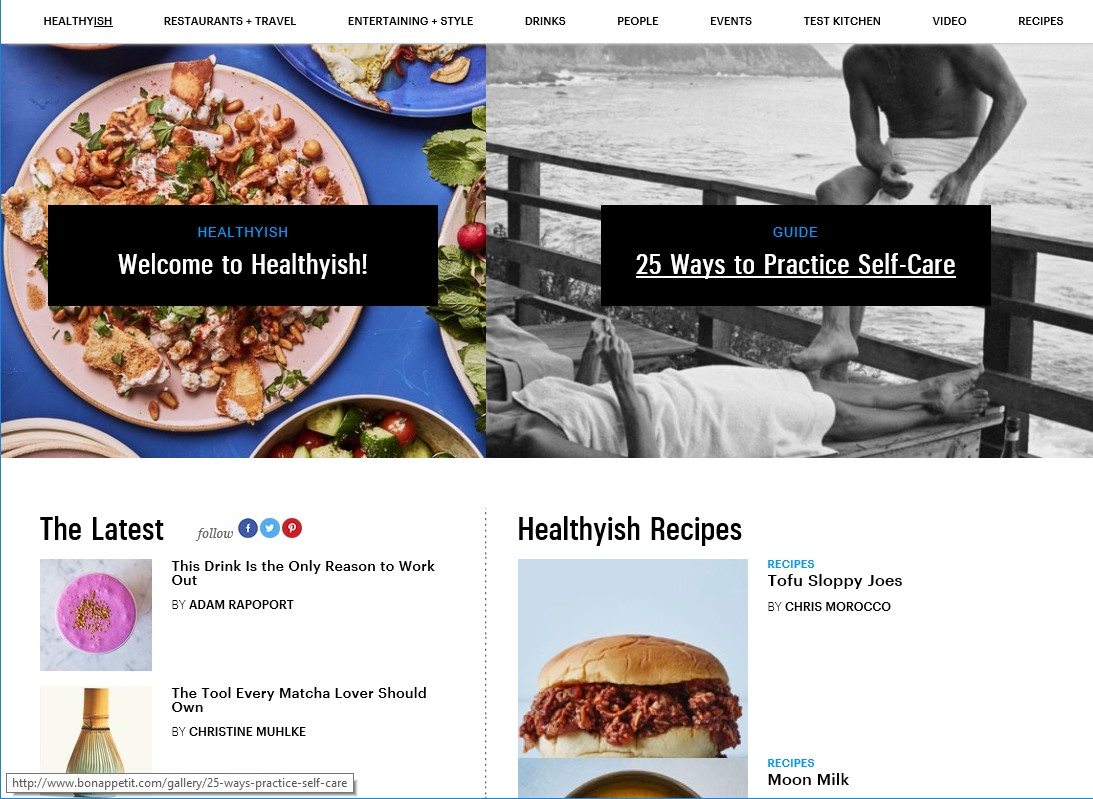 HEALTHYISH RESTAURANTS + TRAVEL ENTERTAINING + STYLE DRINKS PEOPLE EVENTS TEST KITCHEN VIDEO RECIPES
HEALTHYISH
Welcome to Healthyish!
GUIDE
25 Ways to Practice Self-Care
The Latest
follow
This Drink Is the Only Reason to Work
Out
BY ADAM RAPOPORT
The Tool Every Matcha Lover Should
Own
BY CHRISTINE MUHLKE
Healthyish Recipes
RECIPES
Tofu Sloppy Joes
BY CHRIS MOROCCO
RECIPES
Moon Milk
http://www.bonappetit.com/gallery/25-ways-practice-self-care